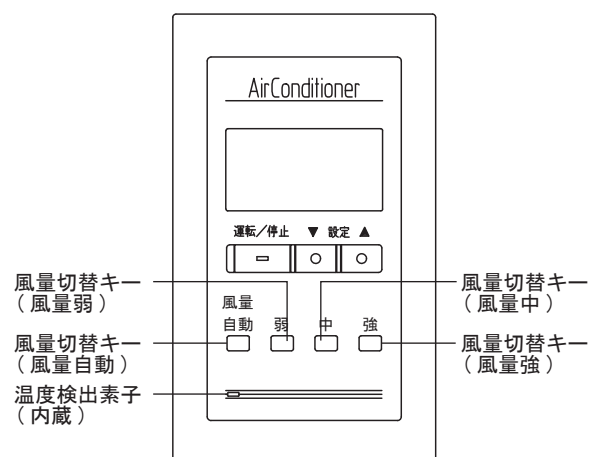 AirConditioner
運転／停止 ▼ 設定 ▲
風量
自動 弱 中 強
風量切替キー
（風量弱）
風量切替キー
（風量自動）
温度検出素子
（内蔵）
風量切替キー
（風量中）
風量切替キー
（風量強）